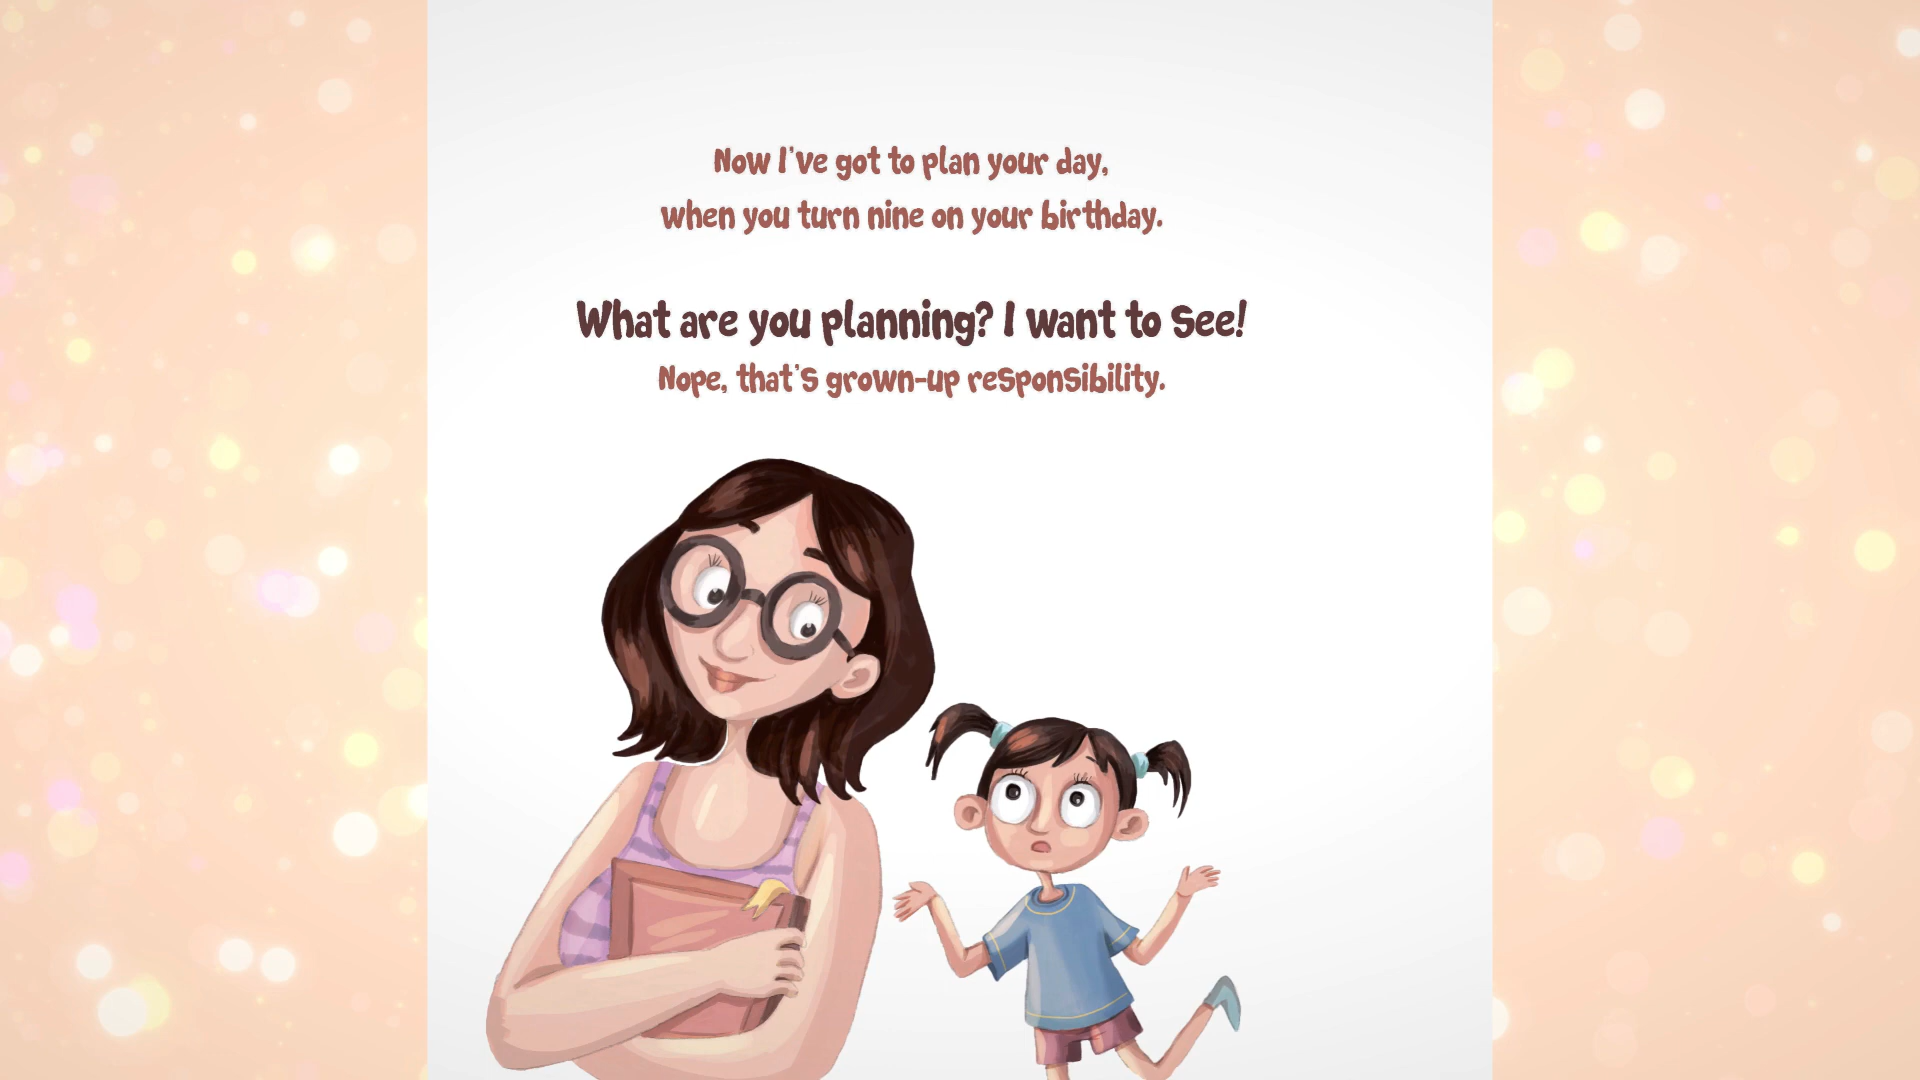 Now I've got to plan your day,
when you turn nine on your birthday.
What are you planning? I want to see!
Nope, that's grown-up responsibility.